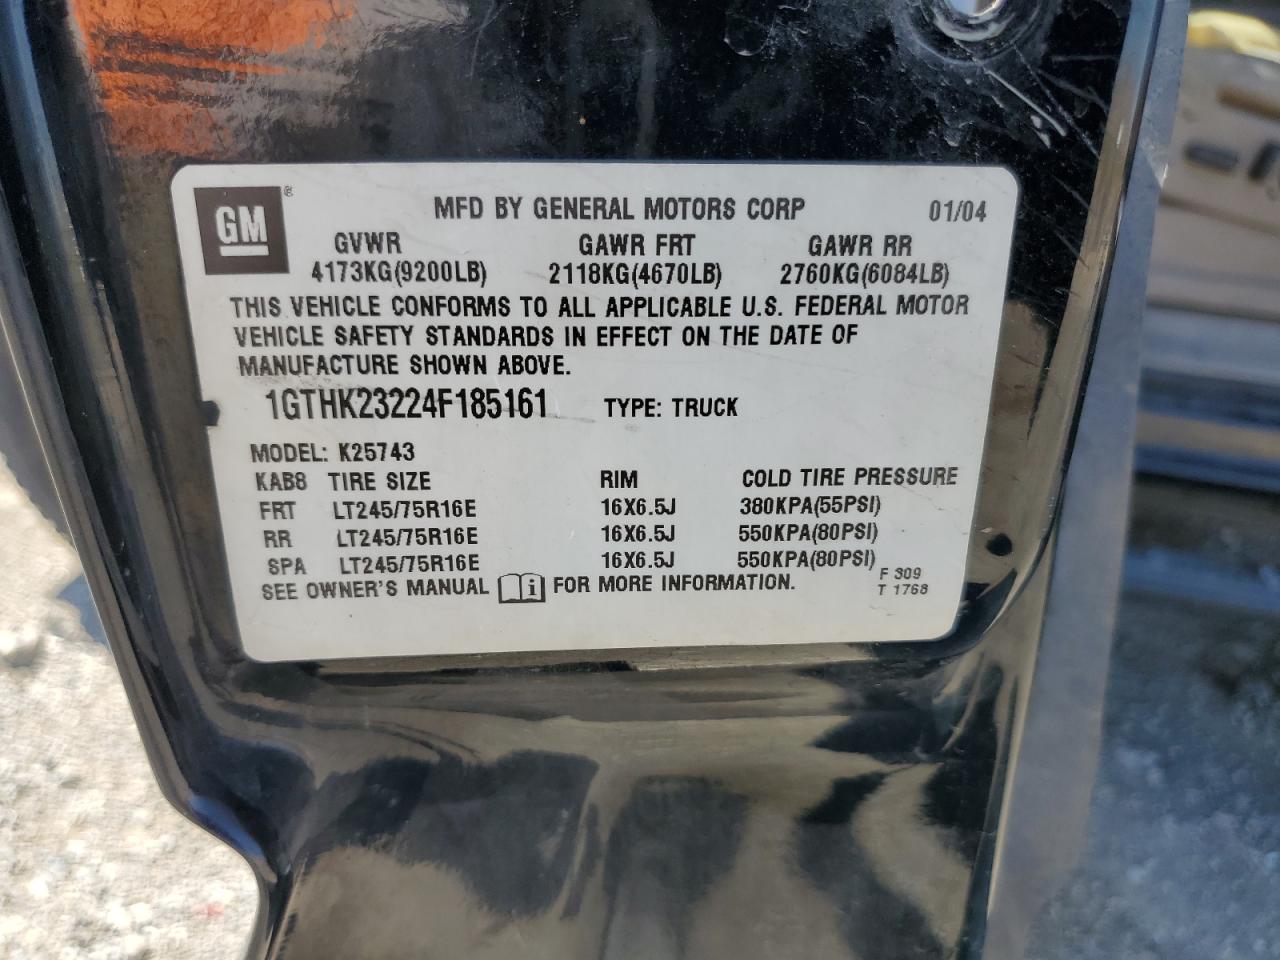 GM ® MFD BY GENERAL MOTORS CORP 01/04
GVWR GAWR FRT GAWR RR
4173KG(9200LB) 2118KG(4670LB) 2760KG(6084LB)
THIS VEHICLE CONFORMS TO ALL APPLICABLE U.S. FEDERAL MOTOR
VEHICLE SAFETY STANDARDS IN EFFECT ON THE DATE OF
MANUFACTURE SHOWN ABOVE.
1GTHK23224F185161 TYPE: TRUCK
MODEL: K25743
KAB8 TIRE SIZE RIM COLD TIRE PRESSURE
FRT LT245/75R16E 16X6.5J 380KPA(55PSI)
RR LT245/75R16E 16X6.5J 550KPA(80PSI)
SPA LT245/75R16E 16X6.5J 550KPA(80PSI)
SEE OWNER'S MANUAL i FOR MORE INFORMATION. F 309
T 1768